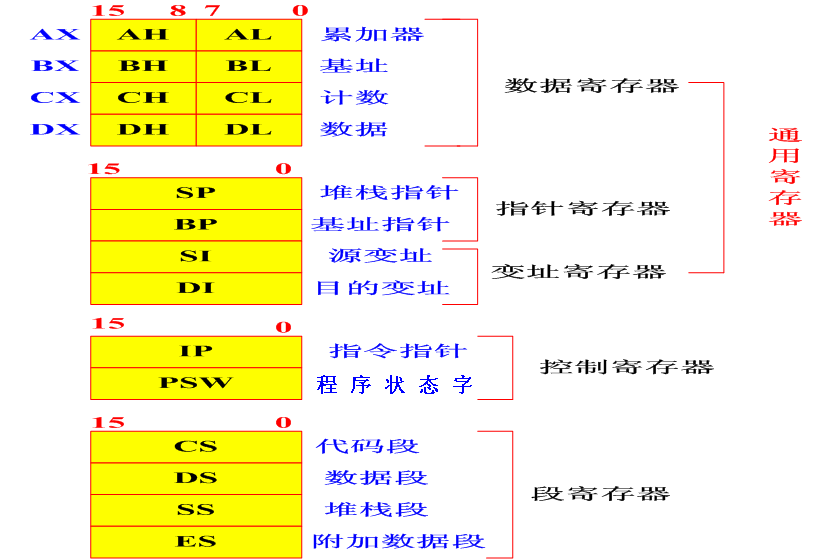 15 8 7 0
AX AH AL 累加器
BX BH BL 基址
CX CH CL 计数
DX DH DL 数据
数据寄存器
15 0
SP 堆栈指针
BP 基址指针
指针寄存器
SI 源变址
DI 目的变址
变址寄存器
通用寄存器
15 0
IP 指令指针
PSW 程序状态字
控制寄存器
15 0
CS 代码段
DS 数据段
SS 堆栈段
ES 附加数据段
段寄存器